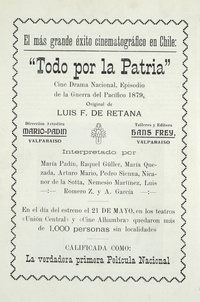 El más grande éxito cinematográfico en Chile:
"Todo por la Patria"
Cine Drama Nacional, Episodio
de la Guerra del Pacífico 1879,
Original de
LUIS F. DE RETANA
Dirección Artística
MARIO-PADIN
VALPARAISO
Talleres y Editora
HANS FREY,
VALPARAISO
Interpretado por
María Padín, Raquel Güller, María Que-
zada, Arturo Mario, Pedro Sienna, Nica-
nor de la Sotta, Nemesio Martínez, Luis
Romero Z. y A. García
En el día del estreno el 21 DE MAYO, en los teatros
«Unión Central» y «Cine Alhambra» quedaron más
de 1,000 personas sin localidades
CALIFICADA COMO:
La verdadera primera Película Nacional